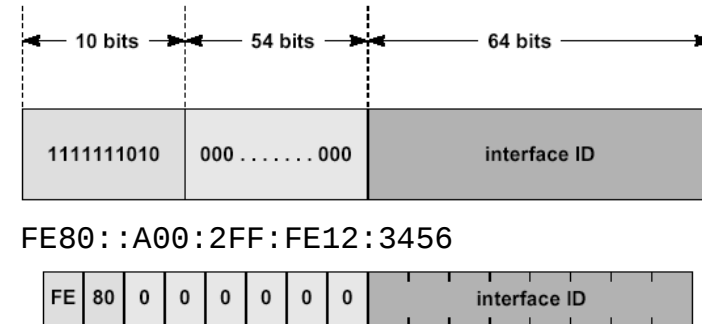 10 bits 54 bits 64 bits
1111111010 000 . . . . . . . 000 interface ID
FE80::A00:2FF:FE12:3456
FE 80 0 0 0 0 0 0 interface ID